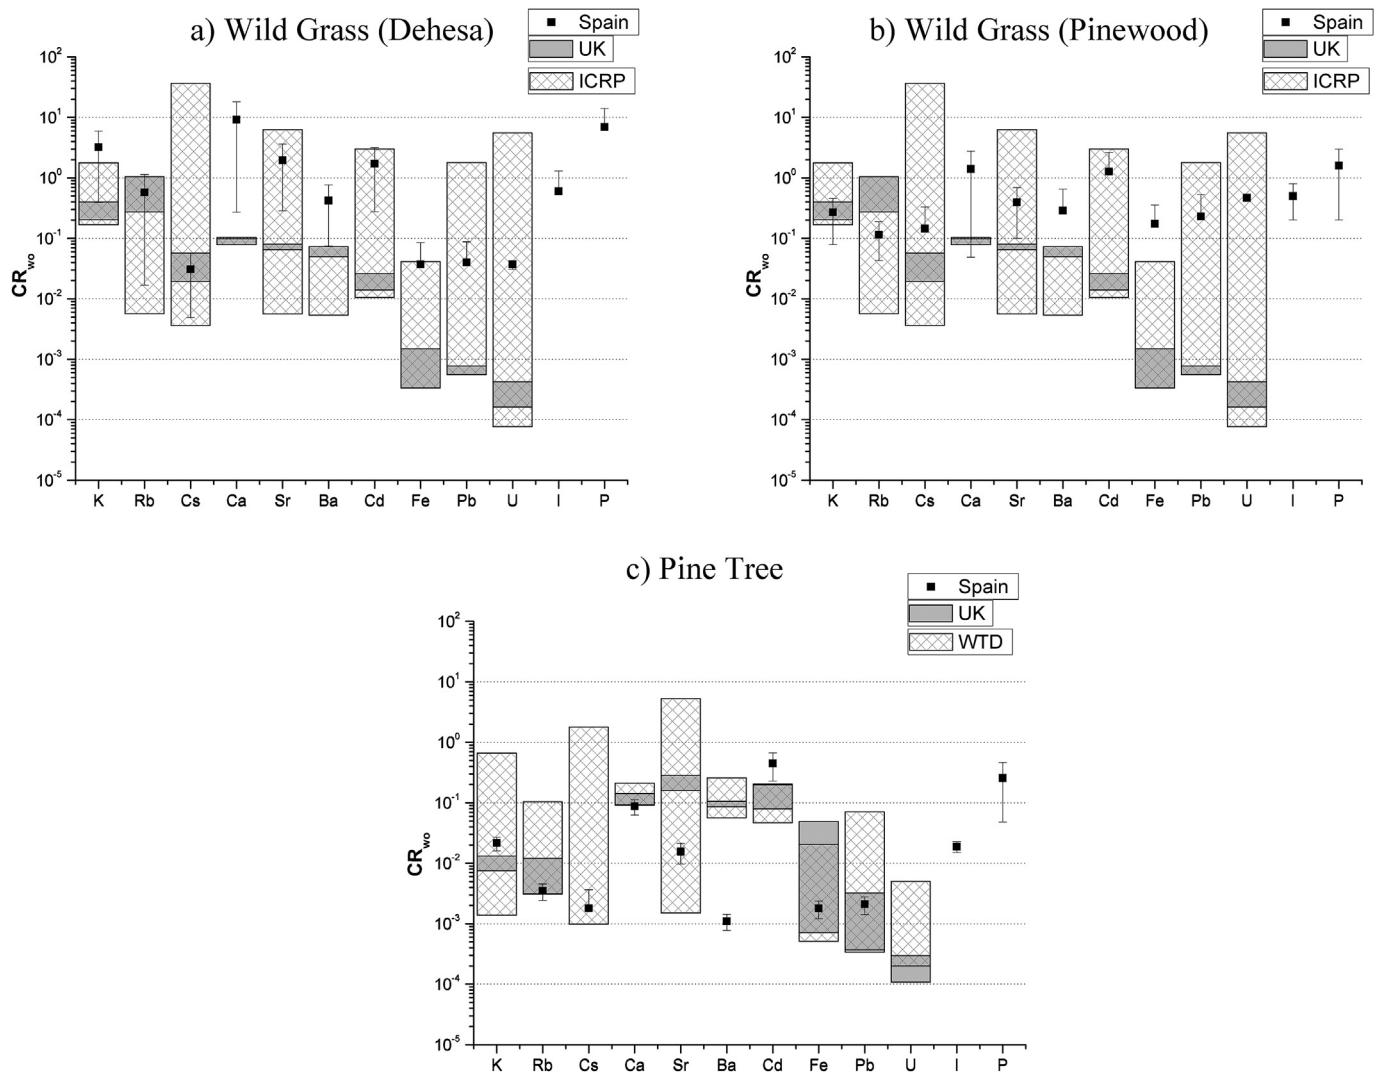 a) Wild Grass (Dehesa)
Spain
UK
ICRP
10²
10¹
10⁰
10⁻¹
10⁻²
10⁻³
10⁻⁴
10⁻⁵
CRwo
K Rb Cs Ca Sr Ba Cd Fe Pb U I P
b) Wild Grass (Pinewood)
Spain
UK
ICRP
10²
10¹
10⁰
10⁻¹
10⁻²
10⁻³
10⁻⁴
10⁻⁵
CRwo
K Rb Cs Ca Sr Ba Cd Fe Pb U I P
c) Pine Tree
Spain
UK
WTD
10²
10¹
10⁰
10⁻¹
10⁻²
10⁻³
10⁻⁴
10⁻⁵
CRwo
K Rb Cs Ca Sr Ba Cd Fe Pb U I P